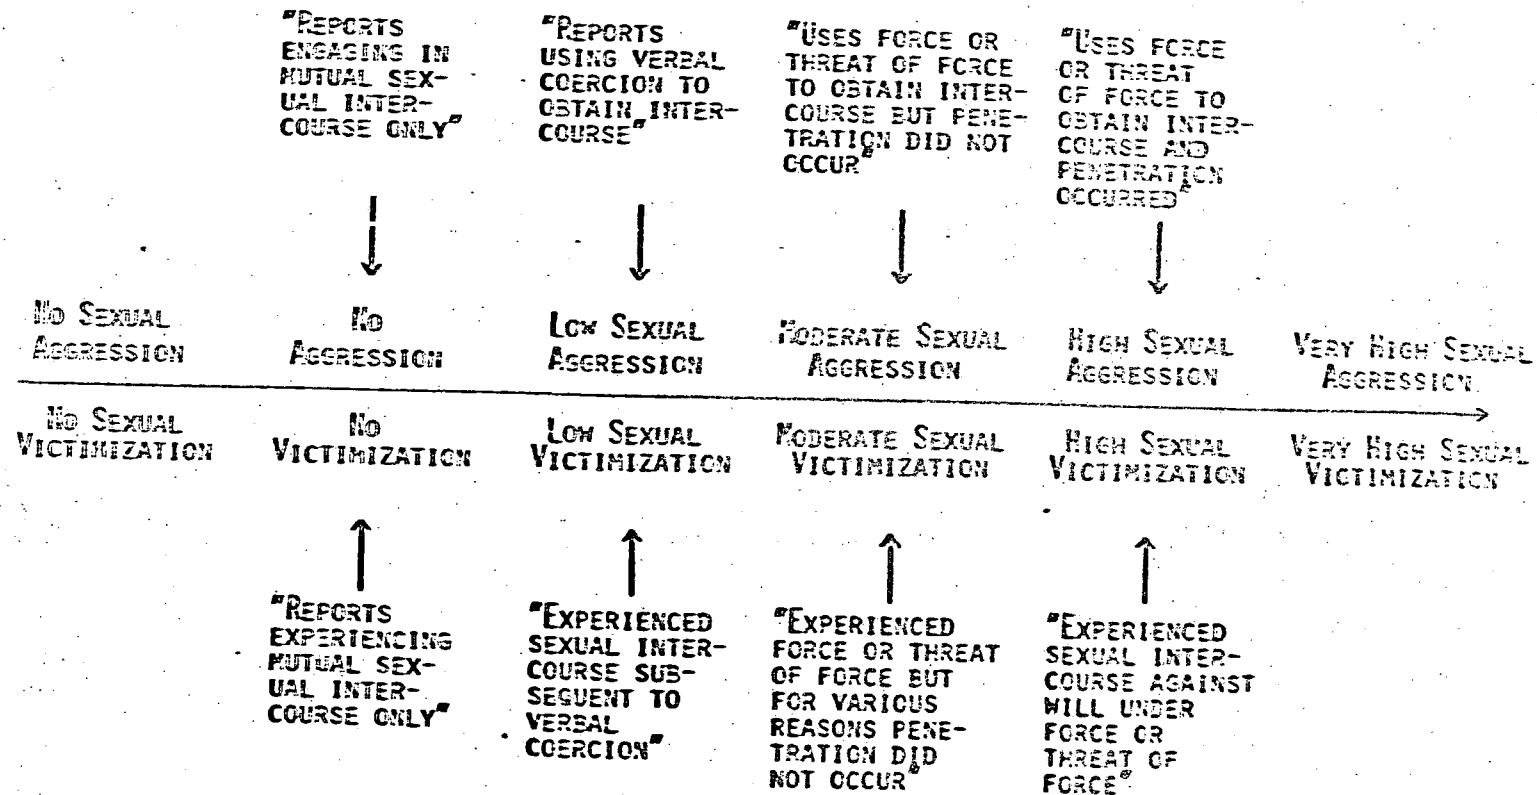 "REPORTS
ENGAGING IN
MUTUAL SEX-
UAL INTER-
COURSE ONLY"
"REPORTS
USING VERBAL
COERCION TO
OBTAIN INTER-
COURSE"
"USES FORCE OR
THREAT OF FORCE
TO OBTAIN INTER-
COURSE BUT PENE-
TRATION DID NOT
OCCUR"
"USES FORCE
OR THREAT
OF FORCE TO
OBTAIN INTER-
COURSE AND
PENETRATION
OCCURRED"
NO SEXUAL
AGGRESSION
NO
AGGRESSION
LOW SEXUAL
AGGRESSION
MODERATE SEXUAL
AGGRESSION
HIGH SEXUAL
AGGRESSION
VERY HIGH SEXUAL
AGGRESSION
NO SEXUAL
VICTIMIZATION
NO
VICTIMIZATION
LOW SEXUAL
VICTIMIZATION
MODERATE SEXUAL
VICTIMIZATION
HIGH SEXUAL
VICTIMIZATION
VERY HIGH SEXUAL
VICTIMIZATION
"REPORTS
EXPERIENCING
MUTUAL SEX-
UAL INTER-
COURSE ONLY"
"EXPERIENCED
SEXUAL INTER-
COURSE SUB-
SEQUENT TO
VERBAL
COERCION"
"EXPERIENCED
FORCE OR THREAT
OF FORCE BUT
FOR VARIOUS
REASONS PENE-
TRATION DID
NOT OCCUR"
"EXPERIENCED
SEXUAL INTER-
COURSE AGAINST
WILL UNDER
FORCE OR
THREAT OF
FORCE"